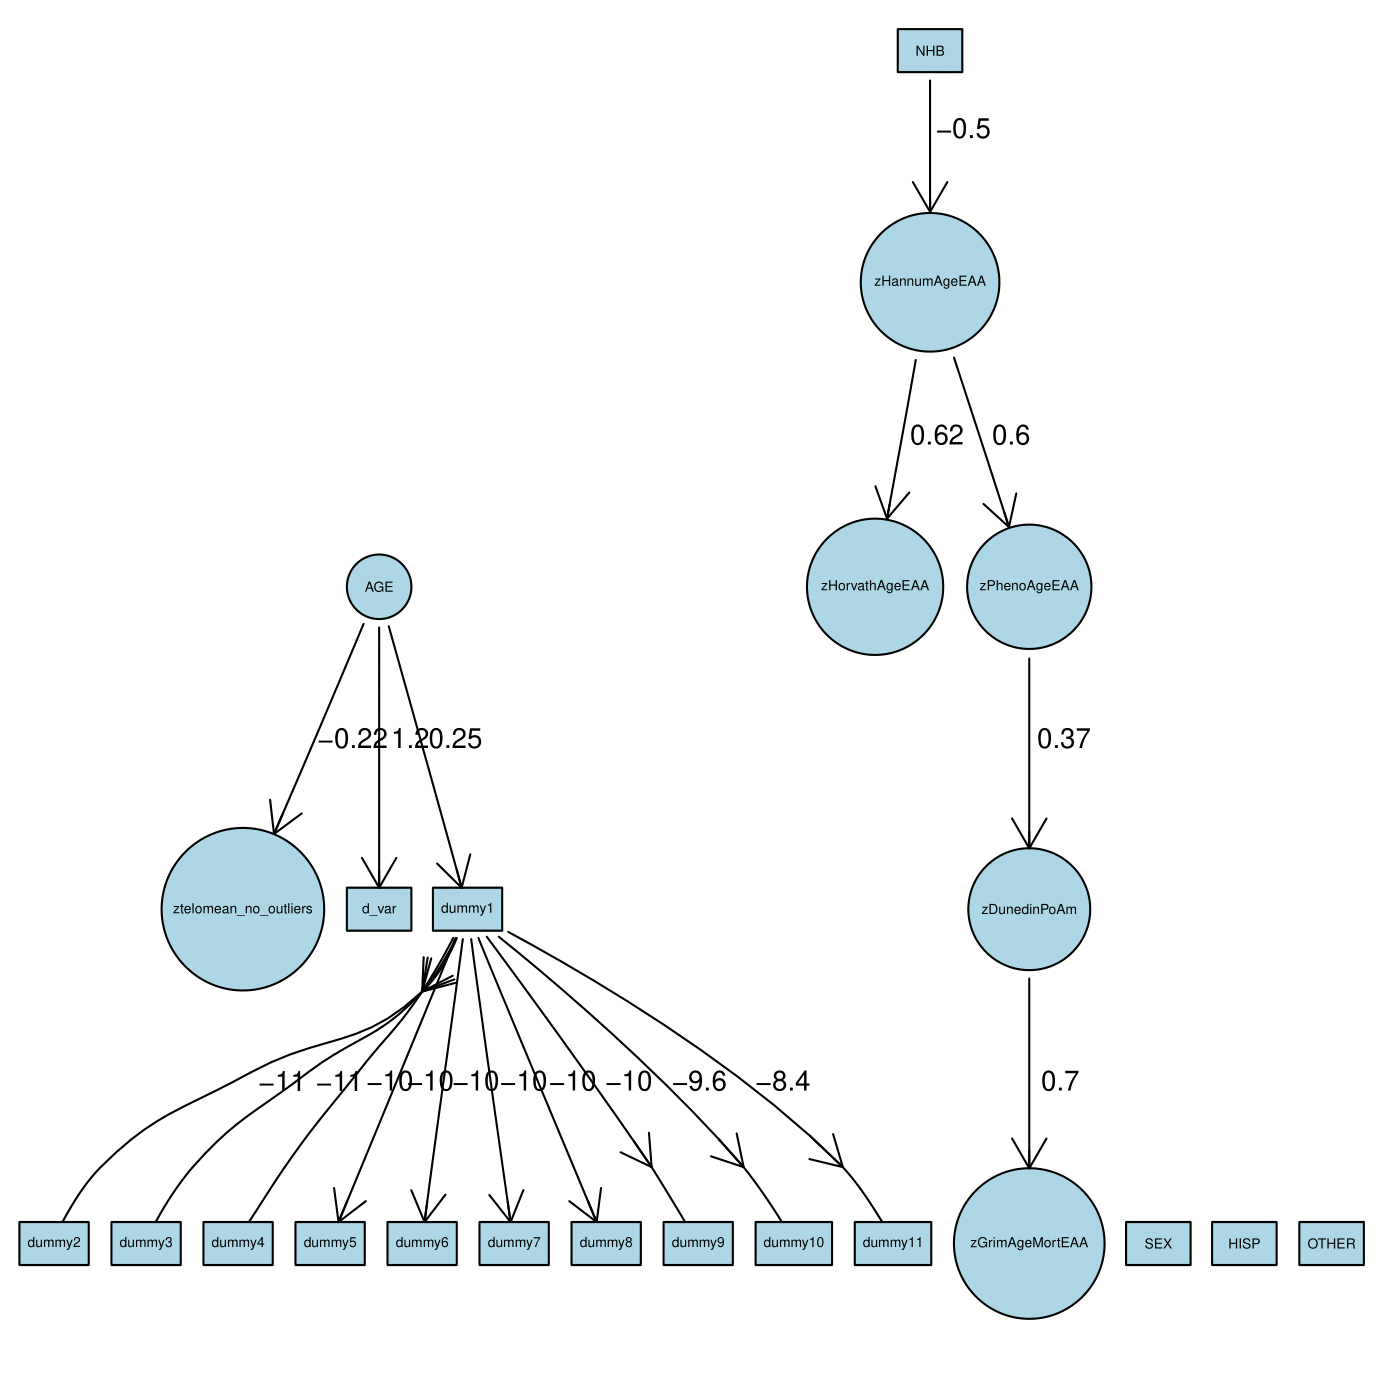 NHB
−0.5
zHannumAgeEAA
0.62
0.6
AGE
zHorvathAgeEAA
zPhenoAgeEAA
−0.22
1.2
0.25
0.37
ztelomean_no_outliers
d_var
dummy1
zDunedinPoAm
−11
−11
−10
−10
−10
−10
−10
−10
−9.6
−8.4
0.7
dummy2
dummy3
dummy4
dummy5
dummy6
dummy7
dummy8
dummy9
dummy10
dummy11
zGrimAgeMortEAA
SEX
HISP
OTHER